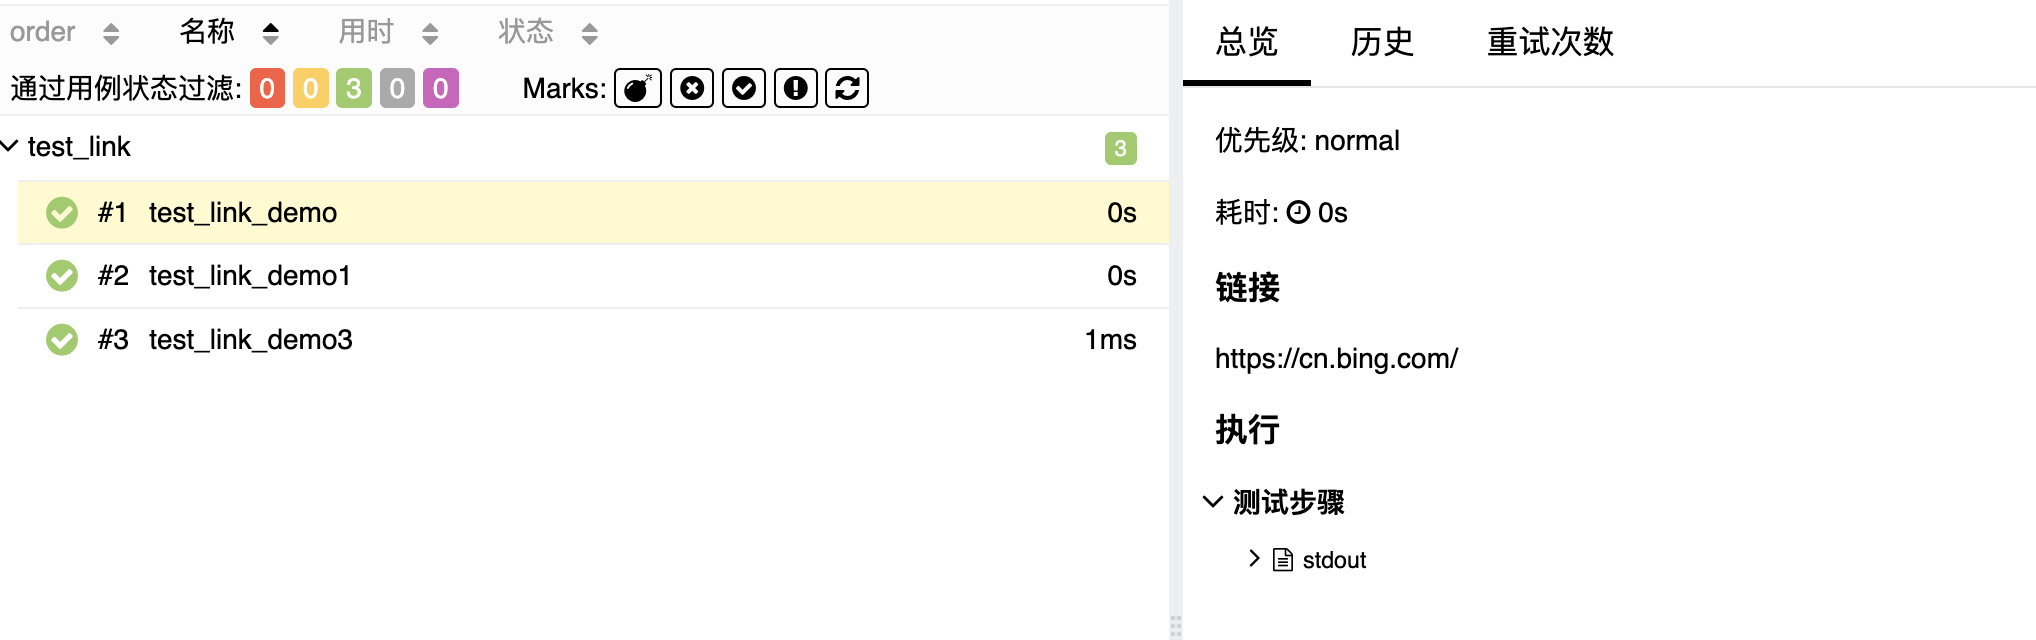 order 名称 用时 状态
通过用例状态过滤: 0 0 3 0 0 Marks:
test_link 3
#1 test_link_demo 0s
#2 test_link_demo1 0s
#3 test_link_demo3 1ms
总览 历史 重试次数
优先级: normal
耗时: 0s
链接
https://cn.bing.com/
执行
测试步骤
stdout